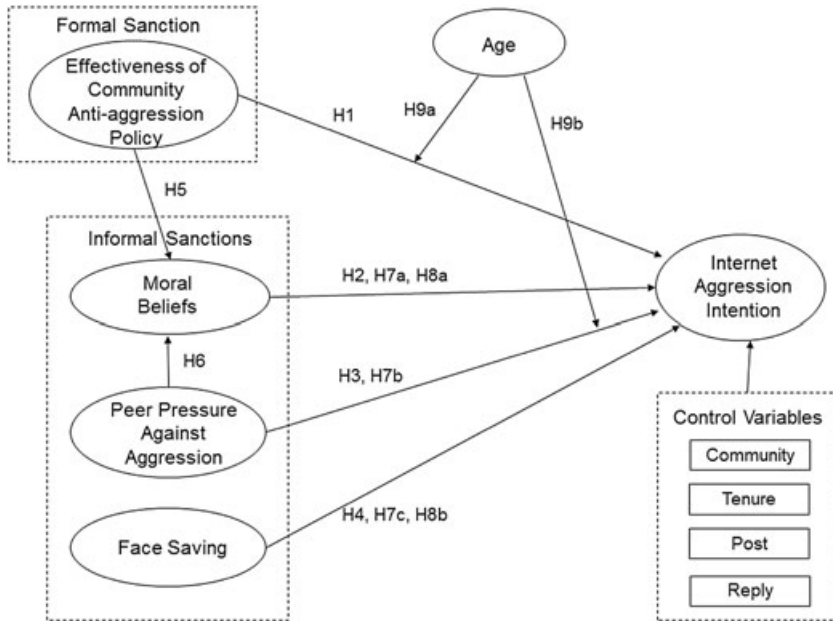 Formal Sanction
Effectiveness of
Community
Anti-aggression
Policy
Age
H1
H9a
H9b
H5
Informal Sanctions
Moral
Beliefs
H2, H7a, H8a
Internet
Aggression
Intention
H6
H3, H7b
Peer Pressure
Against
Aggression
H4, H7c, H8b
Face Saving
Control Variables
Community
Tenure
Post
Reply